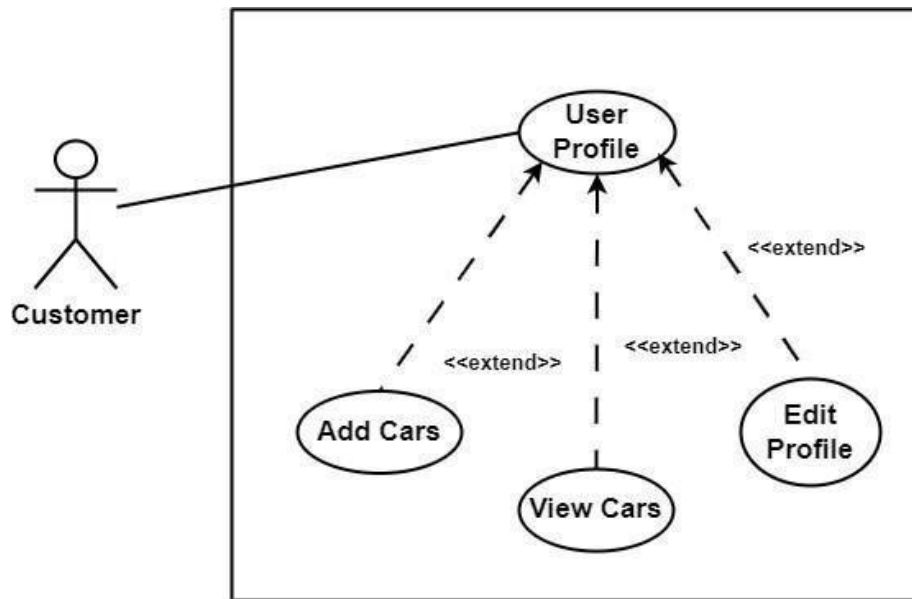 User
Profile
<<extend>>
Customer
<<extend>>
<<extend>>
Add Cars
Edit
Profile
View Cars